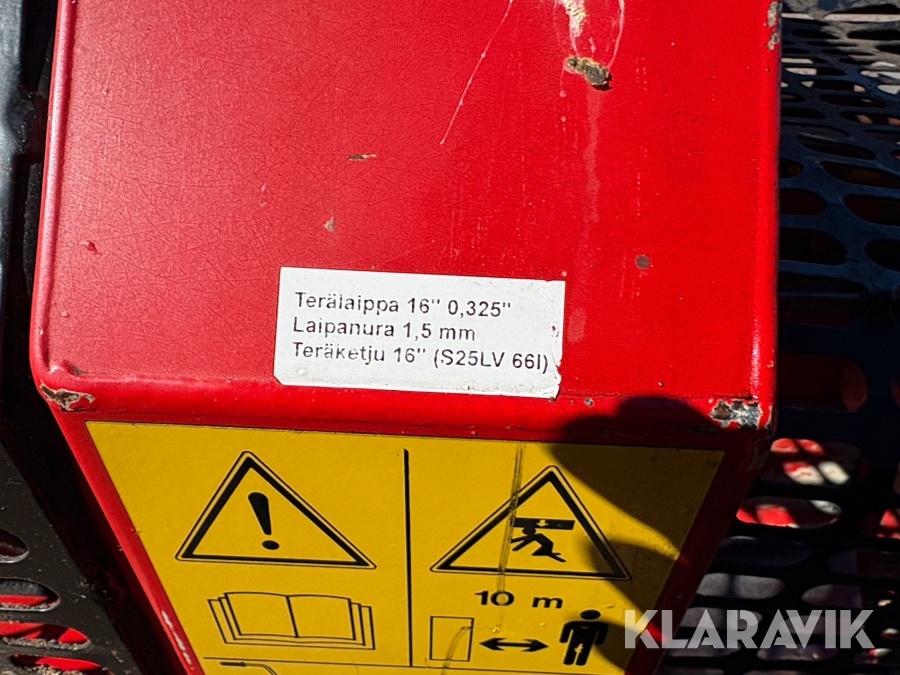 Terälaippa 16" 0,325"
Laipanura 1,5 mm
Teräketju 16" (S25LV 66l)
10 m
KLARAVIK